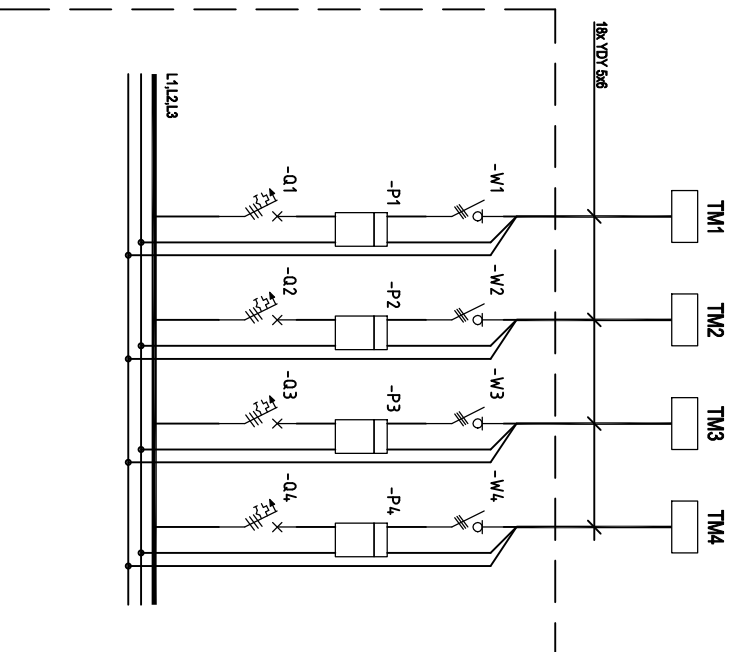 18x YDY 5x6
TM1
TM2
TM3
TM4
-W1
-W2
-W3
-W4
-P1
-P2
-P3
-P4
-Q1
-Q2
-Q3
-Q4
L1,L2,L3